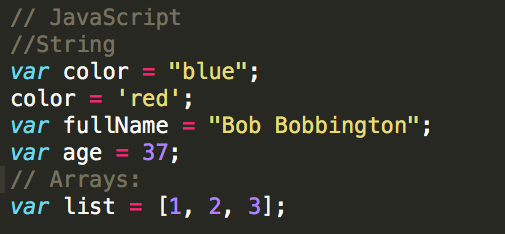 // JavaScript
//String
var color = "blue";
color = 'red';
var fullName = "Bob Bobbington";
var age = 37;
// Arrays:
var list = [1, 2, 3];